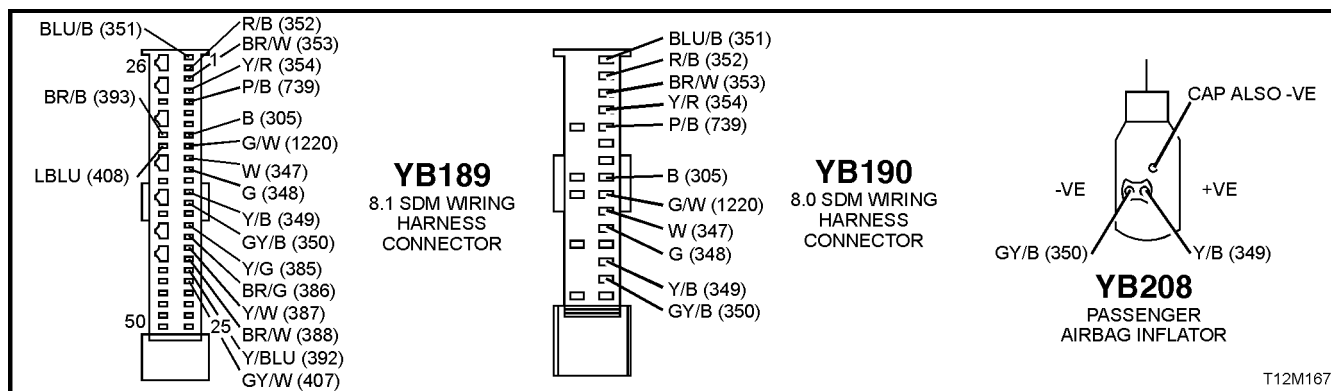 BLU/B (351)
R/B (352)
BR/W (353)
Y/R (354)
P/B (739)
26
1
BR/B (393)
B (305)
G/W (1220)
LBLU (408)
W (347)
G (348)
Y/B (349)
GY/B (350)
Y/G (385)
BR/G (386)
Y/W (387)
50
25
BR/W (388)
Y/BLU (392)
GY/W (407)
YB189
8.1 SDM WIRING
HARNESS
CONNECTOR
BLU/B (351)
R/B (352)
BR/W (353)
Y/R (354)
P/B (739)
B (305)
G/W (1220)
W (347)
G (348)
Y/B (349)
GY/B (350)
YB190
8.0 SDM WIRING
HARNESS
CONNECTOR
CAP ALSO -VE
-VE
+VE
GY/B (350)
Y/B (349)
YB208
PASSENGER
AIRBAG INFLATOR
T12M167